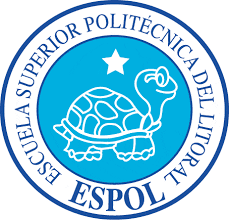 ESCUELA SUPERIOR POLITÉCNICA DEL LITORAL
ESPOL